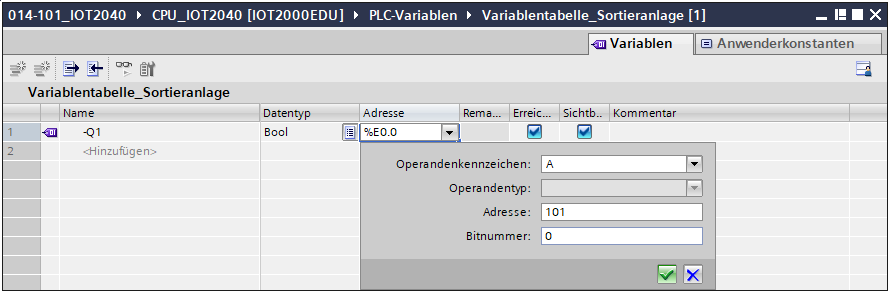 014-101_IOT2040 ▸ CPU_IOT2040 [IOT2000EDU] ▸ PLC-Variablen ▸ Variablentabelle_Sortieranlage [1]
Variablen Anwenderkonstanten
Variablentabelle_Sortieranlage
Name Datentyp Adresse Rema... Erreic... Sichtb... Kommentar
1 -Q1 Bool %E0.0
2 <Hinzufügen>
Operandenkennzeichen: A
Operandentyp:
Adresse: 101
Bitnummer: 0